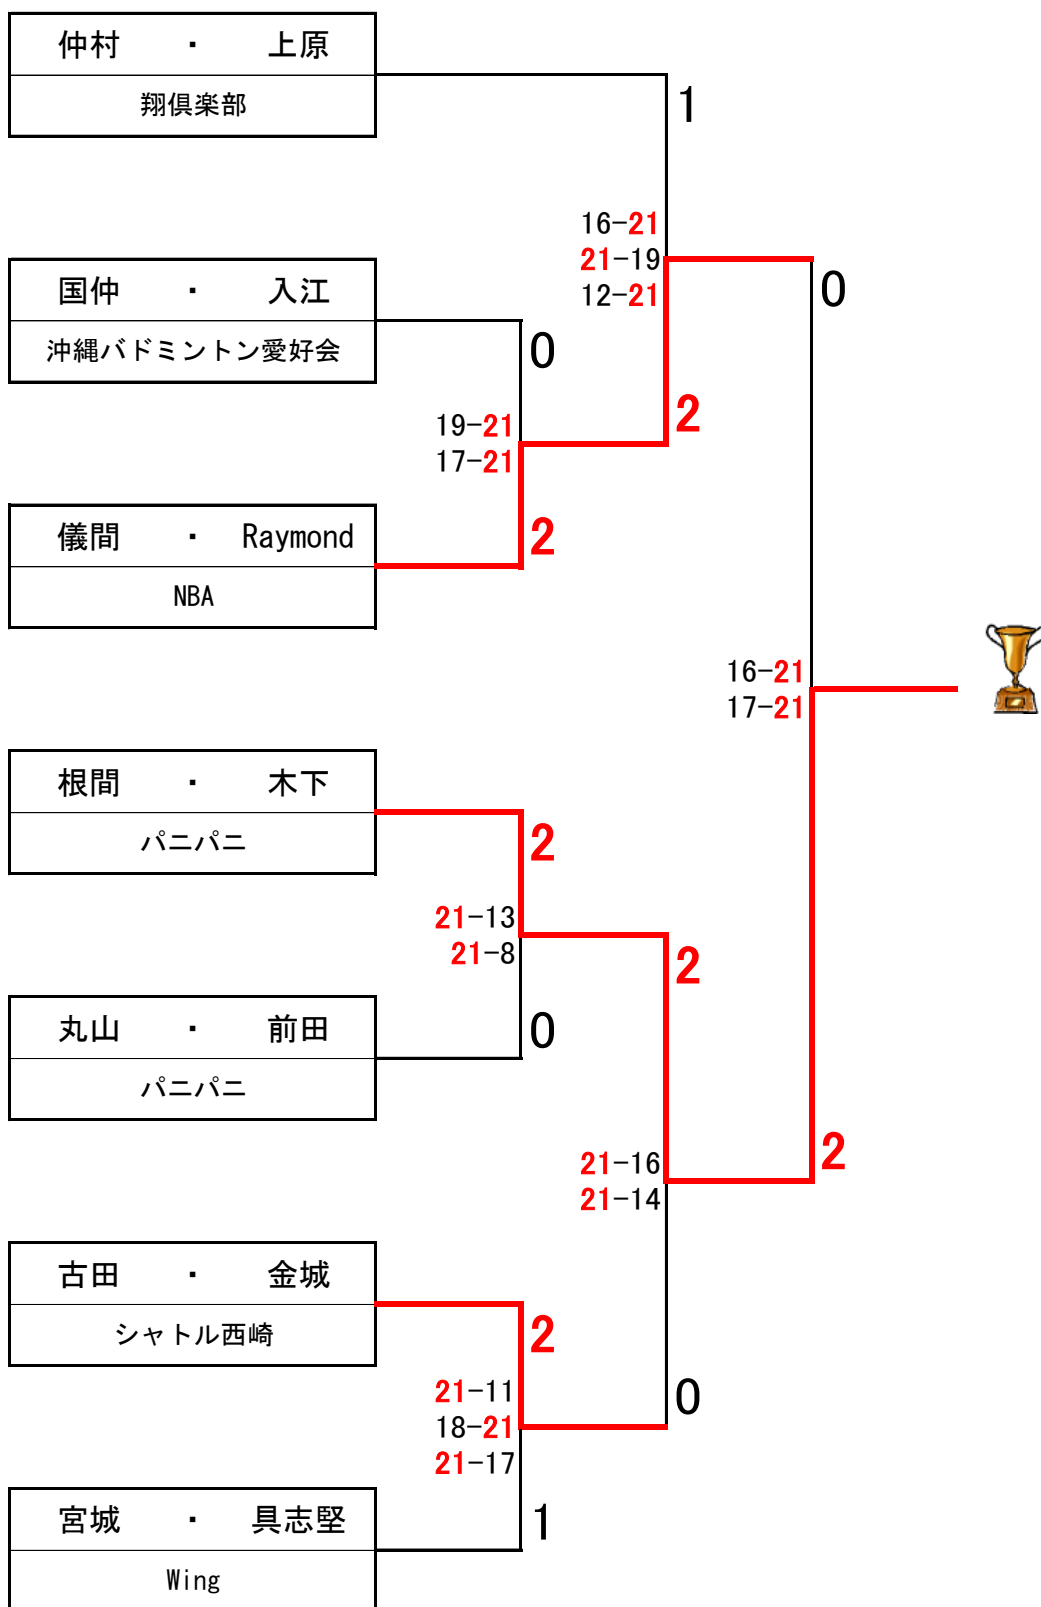 仲村 ・ 上原
翔倶楽部
1
16-21
21-19
12-21
国仲 ・ 入江
沖縄バドミントン愛好会
0
0
2
19-21
17-21
儀間 ・ Raymond
NBA
2
16-21
17-21
根間 ・ 木下
パニパニ
2
21-13
21-8
2
丸山 ・ 前田
パニパニ
0
21-16
21-14
2
古田 ・ 金城
シャトル西崎
2
21-11
18-21
21-17
0
宮城 ・ 具志堅
Wing
1